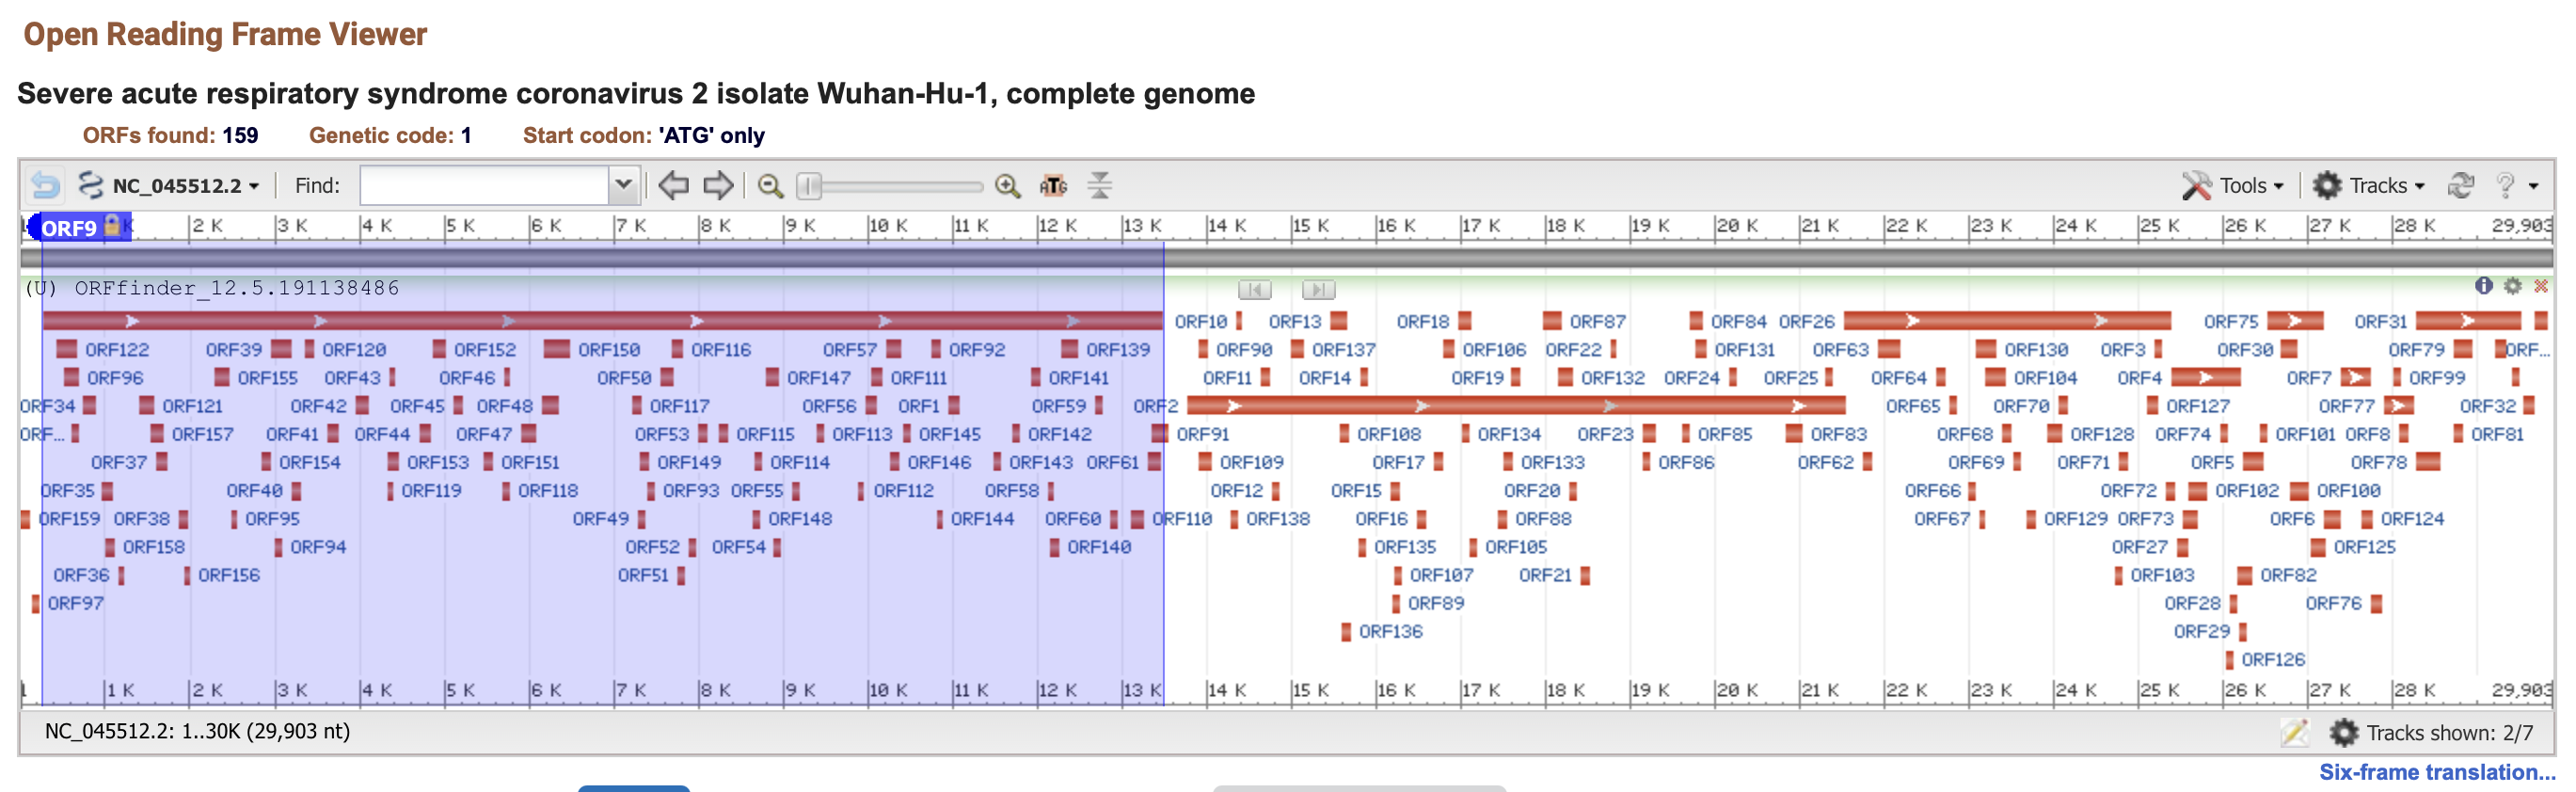 Open Reading Frame Viewer
Severe acute respiratory syndrome coronavirus 2 isolate Wuhan-Hu-1, complete genome
ORFs found: 159 Genetic code: 1 Start codon: 'ATG' only
NC_045512.2 Find: ATG Tools Tracks ?
ORF9 K 2 K 3 K 4 K 5 K 6 K 7 K 8 K 9 K 10 K 11 K 12 K 13 K 14 K 15 K 16 K 17 K 18 K 19 K 20 K 21 K 22 K 23 K 24 K 25 K 26 K 27 K 28 K 29,903
(U) ORFfinder_12.5.191138486
ORF10 ORF13 ORF18 ORF87 ORF84 ORF26 ORF75 ORF31
ORF122 ORF39 ORF120 ORF152 ORF150 ORF116 ORF57 ORF92 ORF139 ORF90 ORF137 ORF106 ORF22 ORF131 ORF63 ORF130 ORF3 ORF30 ORF79 ORF...
ORF96 ORF155 ORF43 ORF46 ORF50 ORF147 ORF111 ORF141 ORF11 ORF14 ORF19 ORF132 ORF24 ORF25 ORF64 ORF104 ORF4 ORF7 ORF99
ORF34 ORF121 ORF42 ORF45 ORF48 ORF117 ORF56 ORF1 ORF59 ORF2 ORF65 ORF70 ORF127 ORF77 ORF32
ORF... ORF157 ORF41 ORF44 ORF47 ORF53 ORF115 ORF113 ORF145 ORF142 ORF91 ORF108 ORF134 ORF23 ORF85 ORF83 ORF68 ORF128 ORF74 ORF101 ORF8 ORF81
ORF37 ORF154 ORF153 ORF151 ORF149 ORF114 ORF146 ORF143 ORF61 ORF109 ORF17 ORF133 ORF86 ORF62 ORF69 ORF71 ORF5 ORF78
ORF35 ORF40 ORF119 ORF118 ORF93 ORF55 ORF112 ORF58 ORF12 ORF15 ORF20 ORF66 ORF72 ORF102 ORF100
ORF159 ORF38 ORF95 ORF49 ORF148 ORF144 ORF60 ORF110 ORF138 ORF16 ORF88 ORF67 ORF129 ORF73 ORF6 ORF124
ORF158 ORF94 ORF52 ORF54 ORF140 ORF135 ORF105 ORF27 ORF125
ORF36 ORF156 ORF51 ORF107 ORF21 ORF103 ORF82
ORF97 ORF89 ORF28 ORF76
ORF136 ORF29
ORF126
1 1 K 2 K 3 K 4 K 5 K 6 K 7 K 8 K 9 K 10 K 11 K 12 K 13 K 14 K 15 K 16 K 17 K 18 K 19 K 20 K 21 K 22 K 23 K 24 K 25 K 26 K 27 K 28 K 29,903
NC_045512.2: 1..30K (29,903 nt) Tracks shown: 2/7
Six-frame translation...